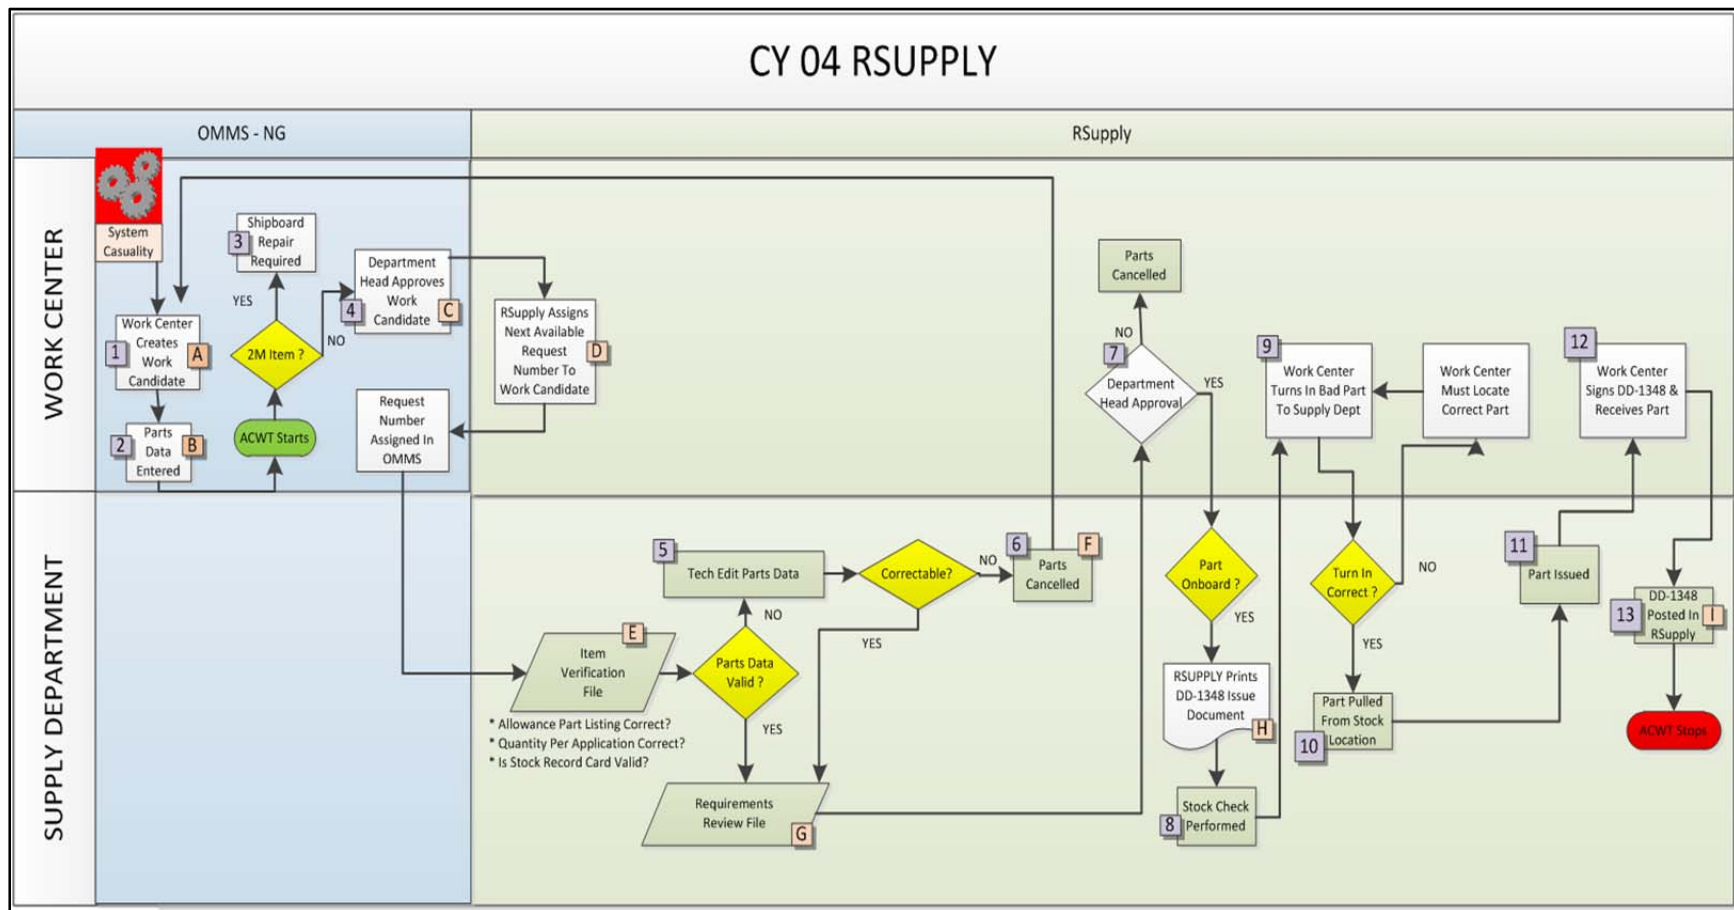 CY 04 RSUPPLY
OMMS - NG
RSupply
WORK CENTER
System
Casuality
1
Work Center
Creates
Work
Candidate
A
2
Parts
Data
Entered
B
ACWT Starts
2M Item ?
YES
NO
3
Shipboard
Repair
Required
4
Department
Head Approves
Work
Candidate
C
RSupply Assigns
Next Available
Request
Number To
Work Candidate
D
Request
Number
Assigned In
OMMS
Parts
Cancelled
NO
7
Department
Head Approval
YES
9
Work Center
Turns In Bad Part
To Supply Dept
Work Center
Must Locate
Correct Part
12
Work Center
Signs DD-1348 &
Receives Part
SUPPLY DEPARTMENT
E
Item
Verification
File
* Allowance Part Listing Correct?
* Quantity Per Application Correct?
* Is Stock Record Card Valid?
Parts Data
Valid ?
NO
YES
5
Tech Edit Parts Data
Correctable?
NO
YES
6
F
Parts
Cancelled
Requirements
Review File
G
Part
Onboard ?
YES
RSUPPLY Prints
DD-1348 Issue
Document
H
8
Stock Check
Performed
Turn In
Correct ?
NO
YES
Part Pulled
From Stock
Location
10
11
Part Issued
13
DD-1348
Posted In
RSupply
I
ACWT Stops